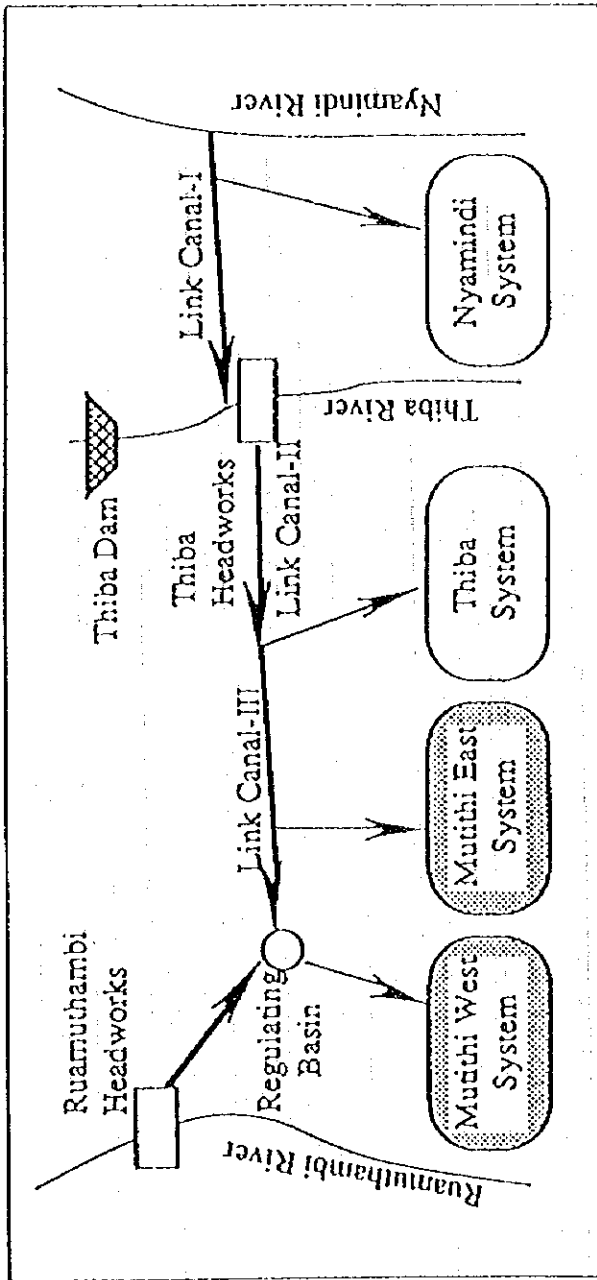 Ruamuthambi
Headworks
Ruamuthambi River
Regulating
Basin
Mutithi West
System
Link Canal-III
Mutithi East
System
Thiba Dam
Thiba
Headworks
Link Canal-II
Thiba River
Thiba
System
Link Canal-I
Nyamindi River
Nyamindi
System